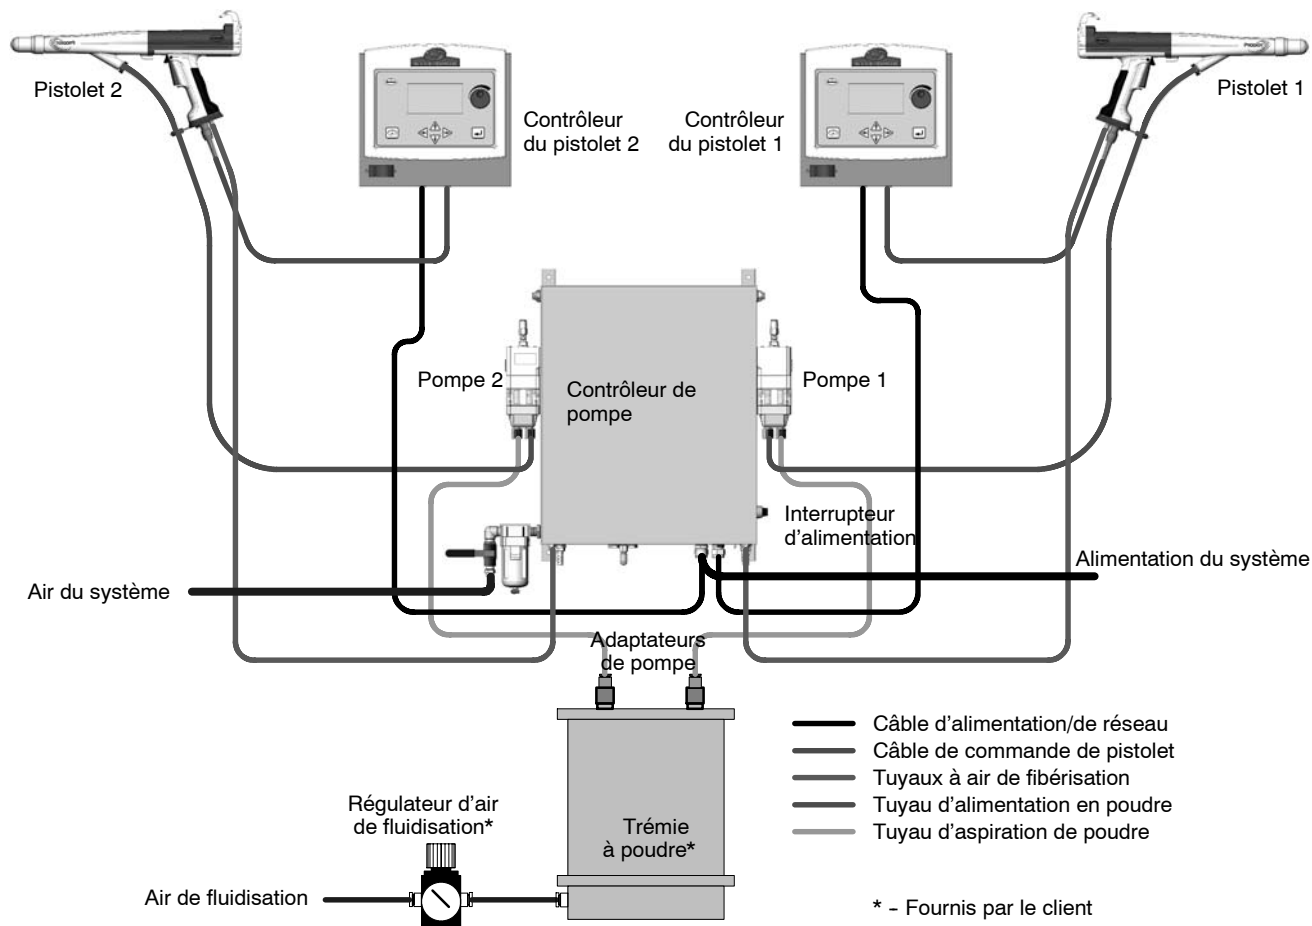 Pistolet 2
Pistolet 1
Contrôleur
du pistolet 2
Contrôleur
du pistolet 1
Pompe 2
Contrôleur de
pompe
Pompe 1
Interrupteur
d'alimentation
Alimentation du système
Air du système
Adaptateurs
de pompe
Câble d'alimentation/de réseau
Câble de commande de pistolet
Tuyaux à air de fibérisation
Tuyau d'alimentation en poudre
Tuyau d'aspiration de poudre
Régulateur d'air
de fluidisation*
Trémie
à poudre*
Air de fluidisation
* - Fournis par le client